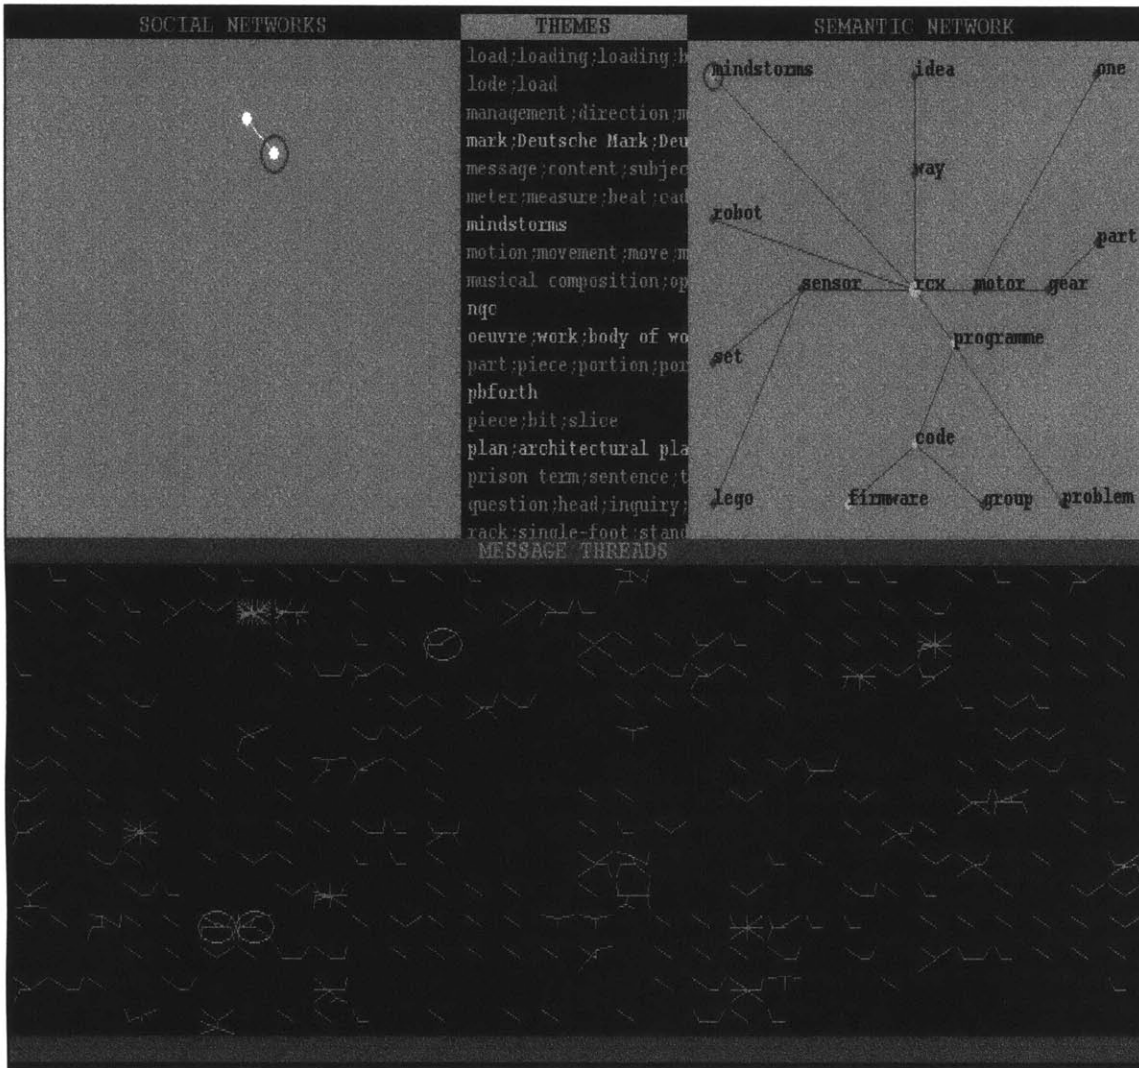 SOCIAL NETWORKS
THEMES
SEMANTIC NETWORK
load;loading;loading;b
lode;load
management;direction;m
mark;Deutsche Mark;Deu
message;content;subjec
meter;measure;beat;cad
mindstorms
motion;movement;move;m
musical composition;op
nqc
oeuvre;work;body of wo
part;piece;portion;por
pbforth
piece;bit;slice
plan;architectural pla
prison term;sentence;t
question;head;inquiry;
rack;single-foot;stand
mindstorms
idea
one
way
robot
part
sensor
rcx
motor
gear
programme
set
code
lego
firmware
group
problem
MESSAGE THREADS